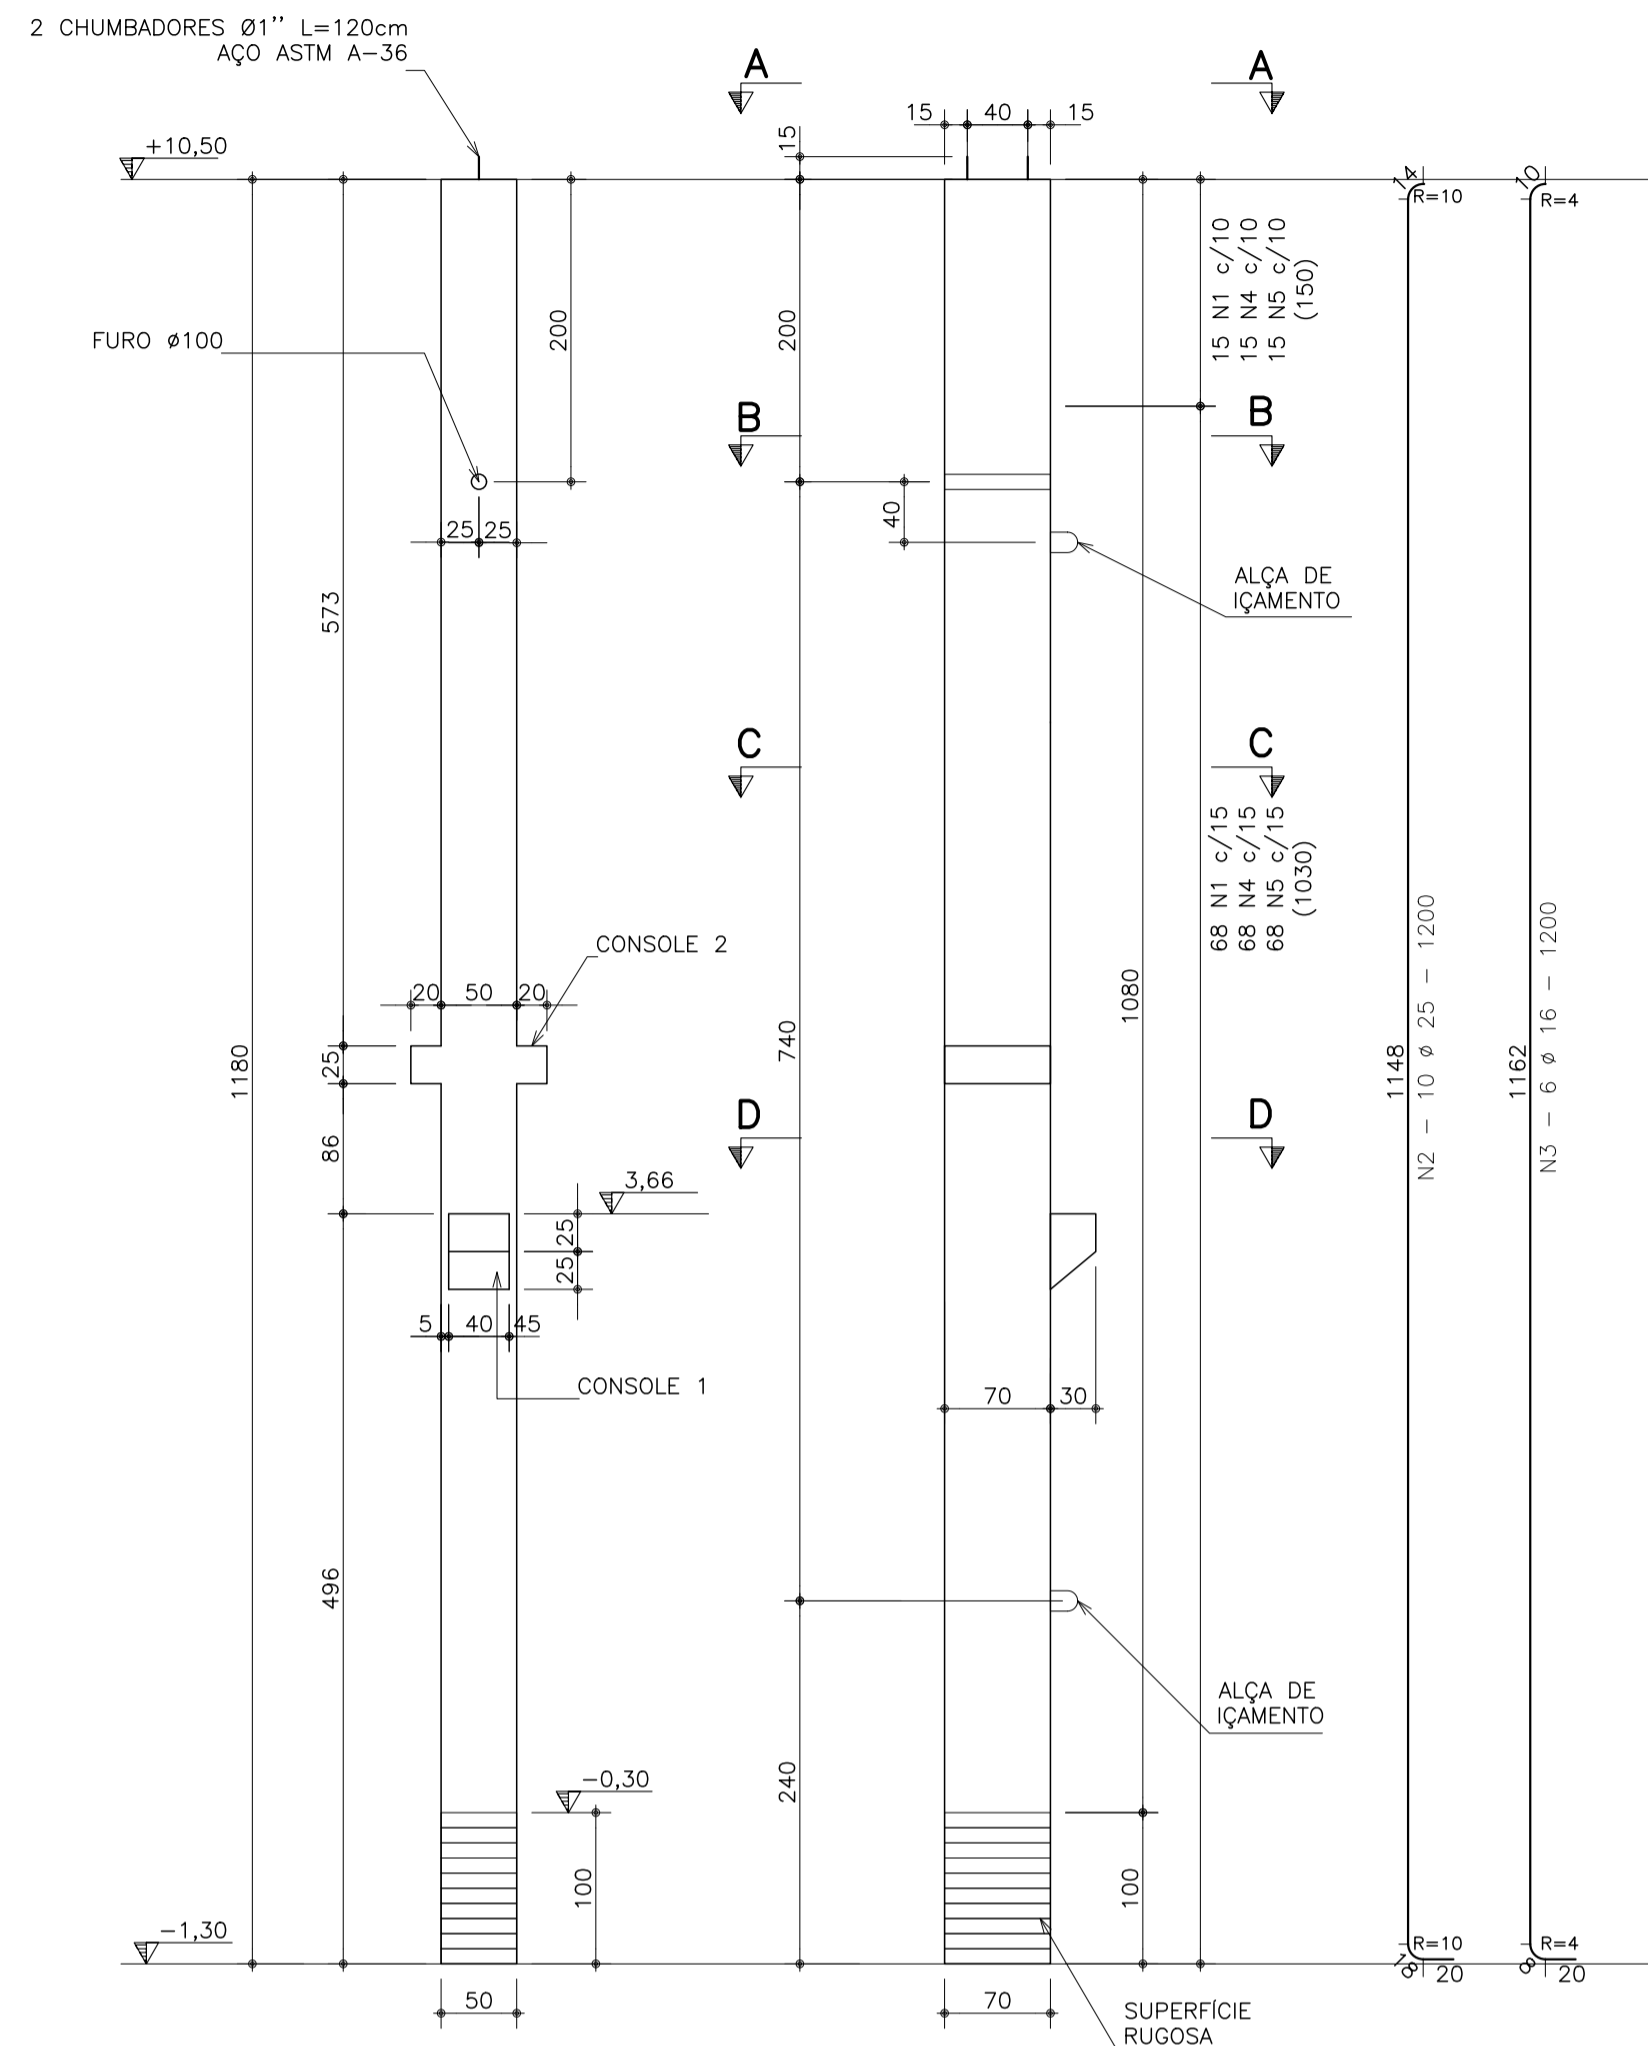 2 CHUMBADORES Ø1’’ L=120cm
AÇO ASTM A-36
A
A
15
40
15
15
+10,50
14
R=10
10
R=4
15 N1 c/10
15 N4 c/10
15 N5 c/10
(150)
FURO ø100
200
200
B
B
25
25
40
ALÇA DE
IÇAMENTO
573
C
C
68 N1 c/15
68 N4 c/15
68 N5 c/15
(1030)
CONSOLE 2
20
50
20
1180
25
740
1080
1148
N2 - 10 ø 25 - 1200
1162
N3 - 6 ø 16 - 1200
86
D
D
3,66
25
25
5
40
45
CONSOLE 1
70
30
496
ALÇA DE
IÇAMENTO
240
-0,30
100
100
-1,30
R=10
18
20
R=4
8
20
50
70
SUPERFÍCIE
RUGOSA